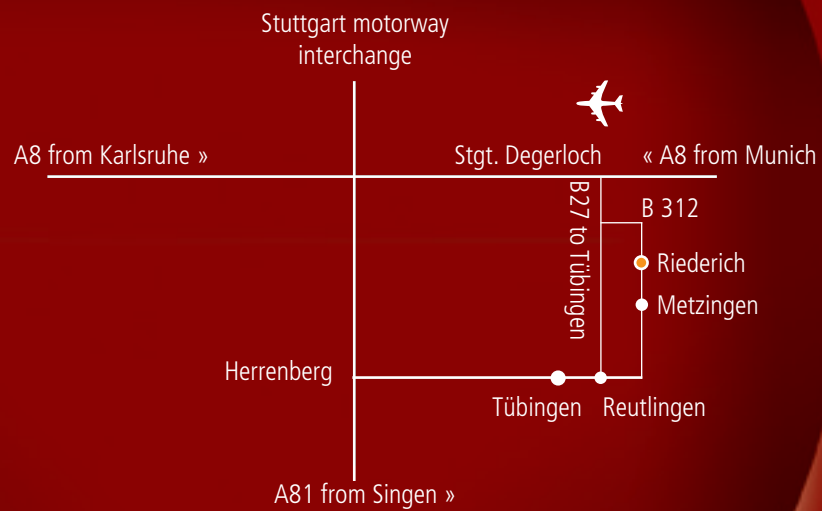 Stuttgart motorway
interchange
A8 from Karlsruhe »
Stgt. Degerloch
« A8 from Munich
B27 to Tübingen
B 312
Riederich
Metzingen
Herrenberg
Tübingen
Reutlingen
A81 from Singen »